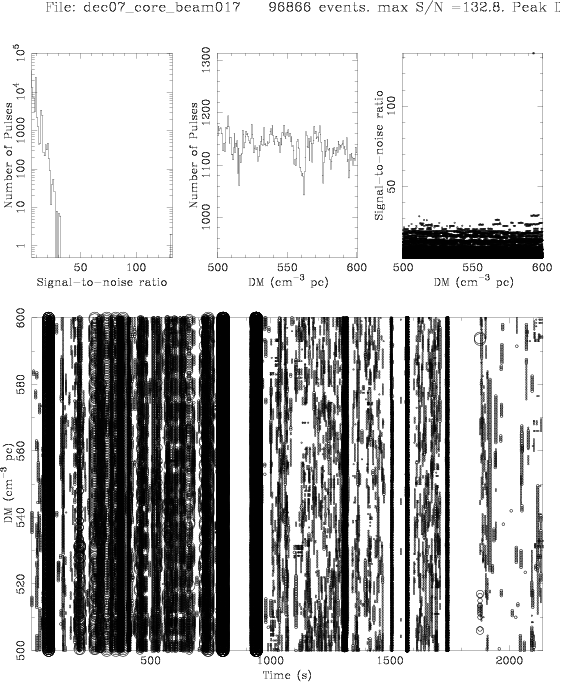 File: dec07_core_beam017 96866 events. max S/N =132.8. Peak
Number of Pulses
1 10 100 1000 10^4 10^5
50 100
Signal-to-noise ratio
Number of Pulses
1000 1100 1200 1300
500 550 600
DM (cm^-3 pc)
Signal-to-noise ratio
50 100
500 550 600
DM (cm^-3 pc)
DM (cm^-3 pc)
500 520 540 560 580 600
500 1000 1500 2000
Time (s)